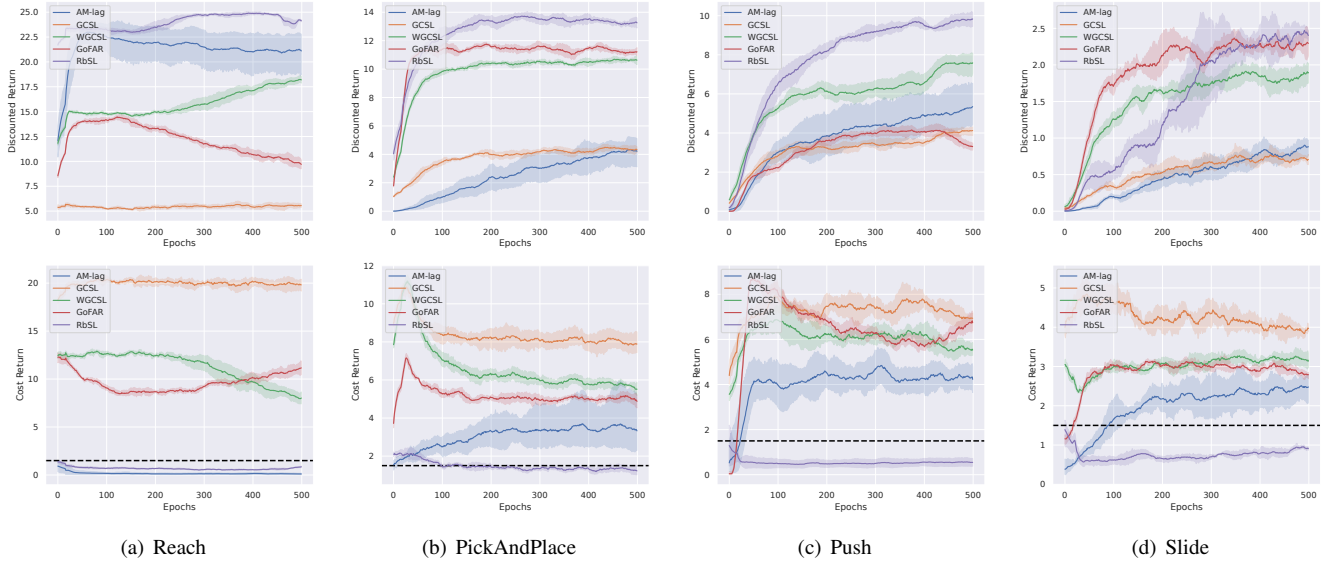 AM-lag
GCSL
WGCSL
GoFAR
RbSL
Discounted Return
25.0
22.5
20.0
17.5
15.0
12.5
10.0
7.5
5.0
0 100 200 300 400 500
Epochs
AM-lag
GCSL
WGCSL
GoFAR
RbSL
Discounted Return
14
12
10
8
6
4
2
0
0 100 200 300 400 500
Epochs
AM-lag
GCSL
WGCSL
GoFAR
RbSL
Discounted Return
10
8
6
4
2
0
0 100 200 300 400 500
Epochs
AM-lag
GCSL
WGCSL
GoFAR
RbSL
Discounted Return
2.5
2.0
1.5
1.0
0.5
0.0
0 100 200 300 400 500
Epochs
AM-lag
GCSL
WGCSL
GoFAR
RbSL
Cost Return
20
15
10
5
0
0 100 200 300 400 500
Epochs
AM-lag
GCSL
WGCSL
GoFAR
RbSL
Cost Return
12
10
8
6
4
2
0 100 200 300 400 500
Epochs
AM-lag
GCSL
WGCSL
GoFAR
RbSL
Cost Return
8
6
4
2
0
0 100 200 300 400 500
Epochs
AM-lag
GCSL
WGCSL
GoFAR
RbSL
Cost Return
5
4
3
2
1
0
0 100 200 300 400 500
Epochs
(a) Reach
(b) PickAndPlace
(c) Push
(d) Slide